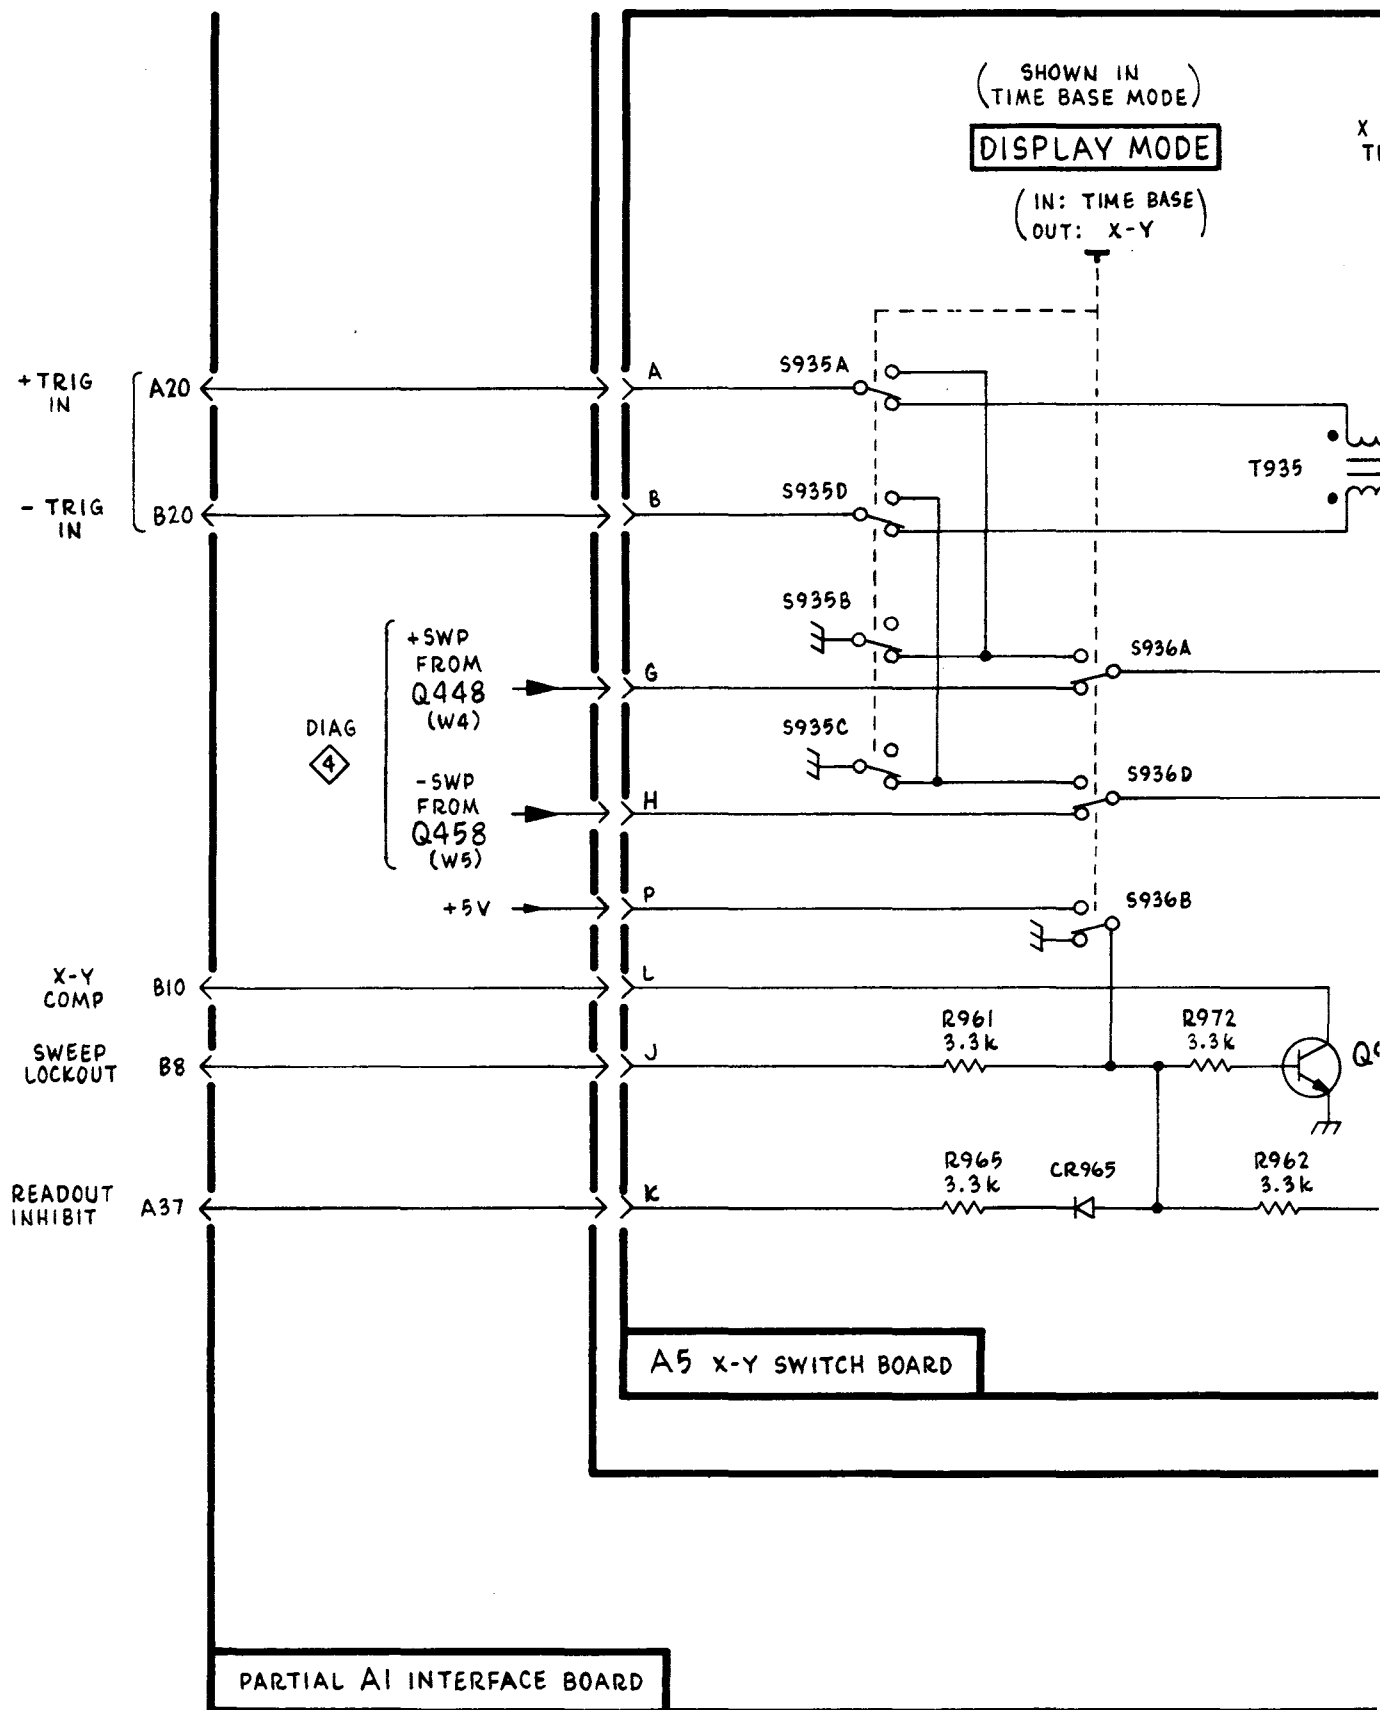 (SHOWN IN
TIME BASE MODE)
DISPLAY MODE
(IN: TIME BASE
OUT: X-Y)
X
+ TRIG
IN
A20
A
S935A
T935
- TRIG
IN
B20
B
S935D
S935B
+SWP
FROM
Q448
(W4)
G
S936A
DIAG
4
S935C
-SWP
FROM
Q458
(W5)
H
S936D
+5V
P
S936B
X-Y
COMP
B10
L
R961
3.3k
R972
3.3k
SWEEP
LOCKOUT
B8
J
READOUT
INHIBIT
A37
K
R965
3.3k
CR965
R962
3.3k
A5 X-Y SWITCH BOARD
PARTIAL A1 INTERFACE BOARD